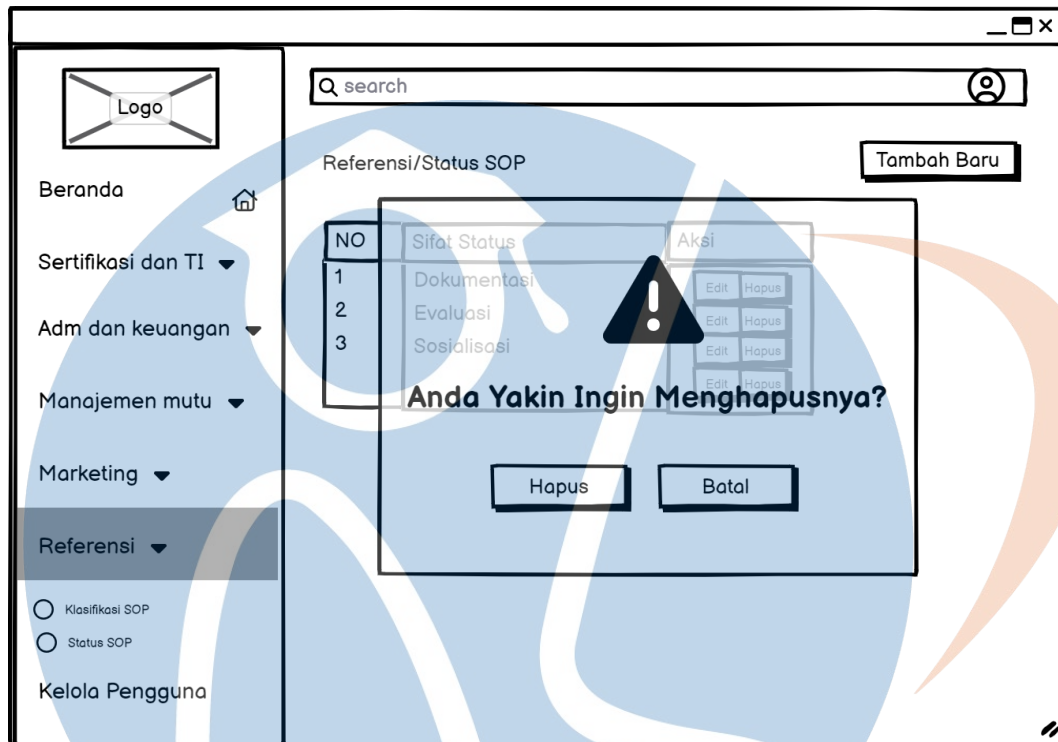 Logo
search
Referensi/Status SOP
Tambah Baru
Beranda
Sertifikasi dan TI
Adm dan keuangan
Manajemen mutu
Marketing
Referensi
Klasifikasi SOP
Status SOP
Kelola Pengguna
NO Sifat Status Aksi
1 Dokumentasi Edit Hapus
2 Evaluasi Edit Hapus
3 Sosialisasi Edit Hapus
Edit Hapus
Anda Yakin Ingin Menghapusnya?
Hapus Batal